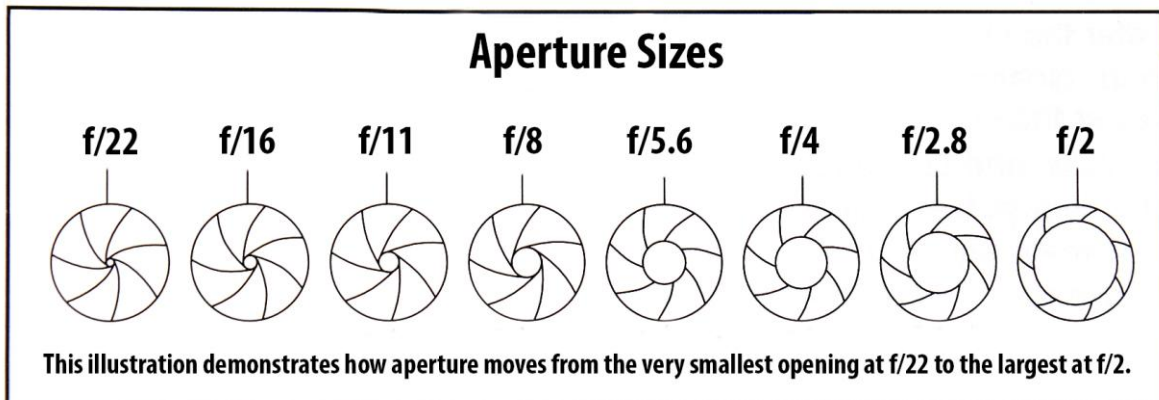 Aperture Sizes
f/22 f/16 f/11 f/8 f/5.6 f/4 f/2.8 f/2
This illustration demonstrates how aperture moves from the very smallest opening at f/22 to the largest at f/2.